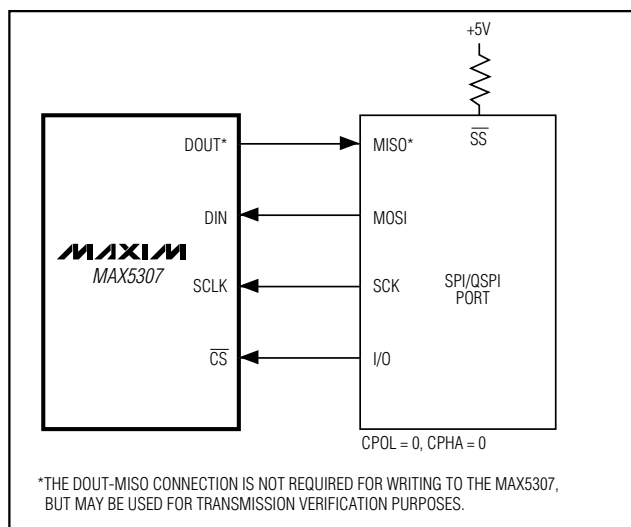 +5V
SS
DOUT* MISO*
DIN MOSI
MAXIM
MAX5307
SCLK SCK
SPI/QSPI
PORT
CS I/O
CPOL = 0, CPHA = 0
*THE DOUT-MISO CONNECTION IS NOT REQUIRED FOR WRITING TO THE MAX5307,
BUT MAY BE USED FOR TRANSMISSION VERIFICATION PURPOSES.